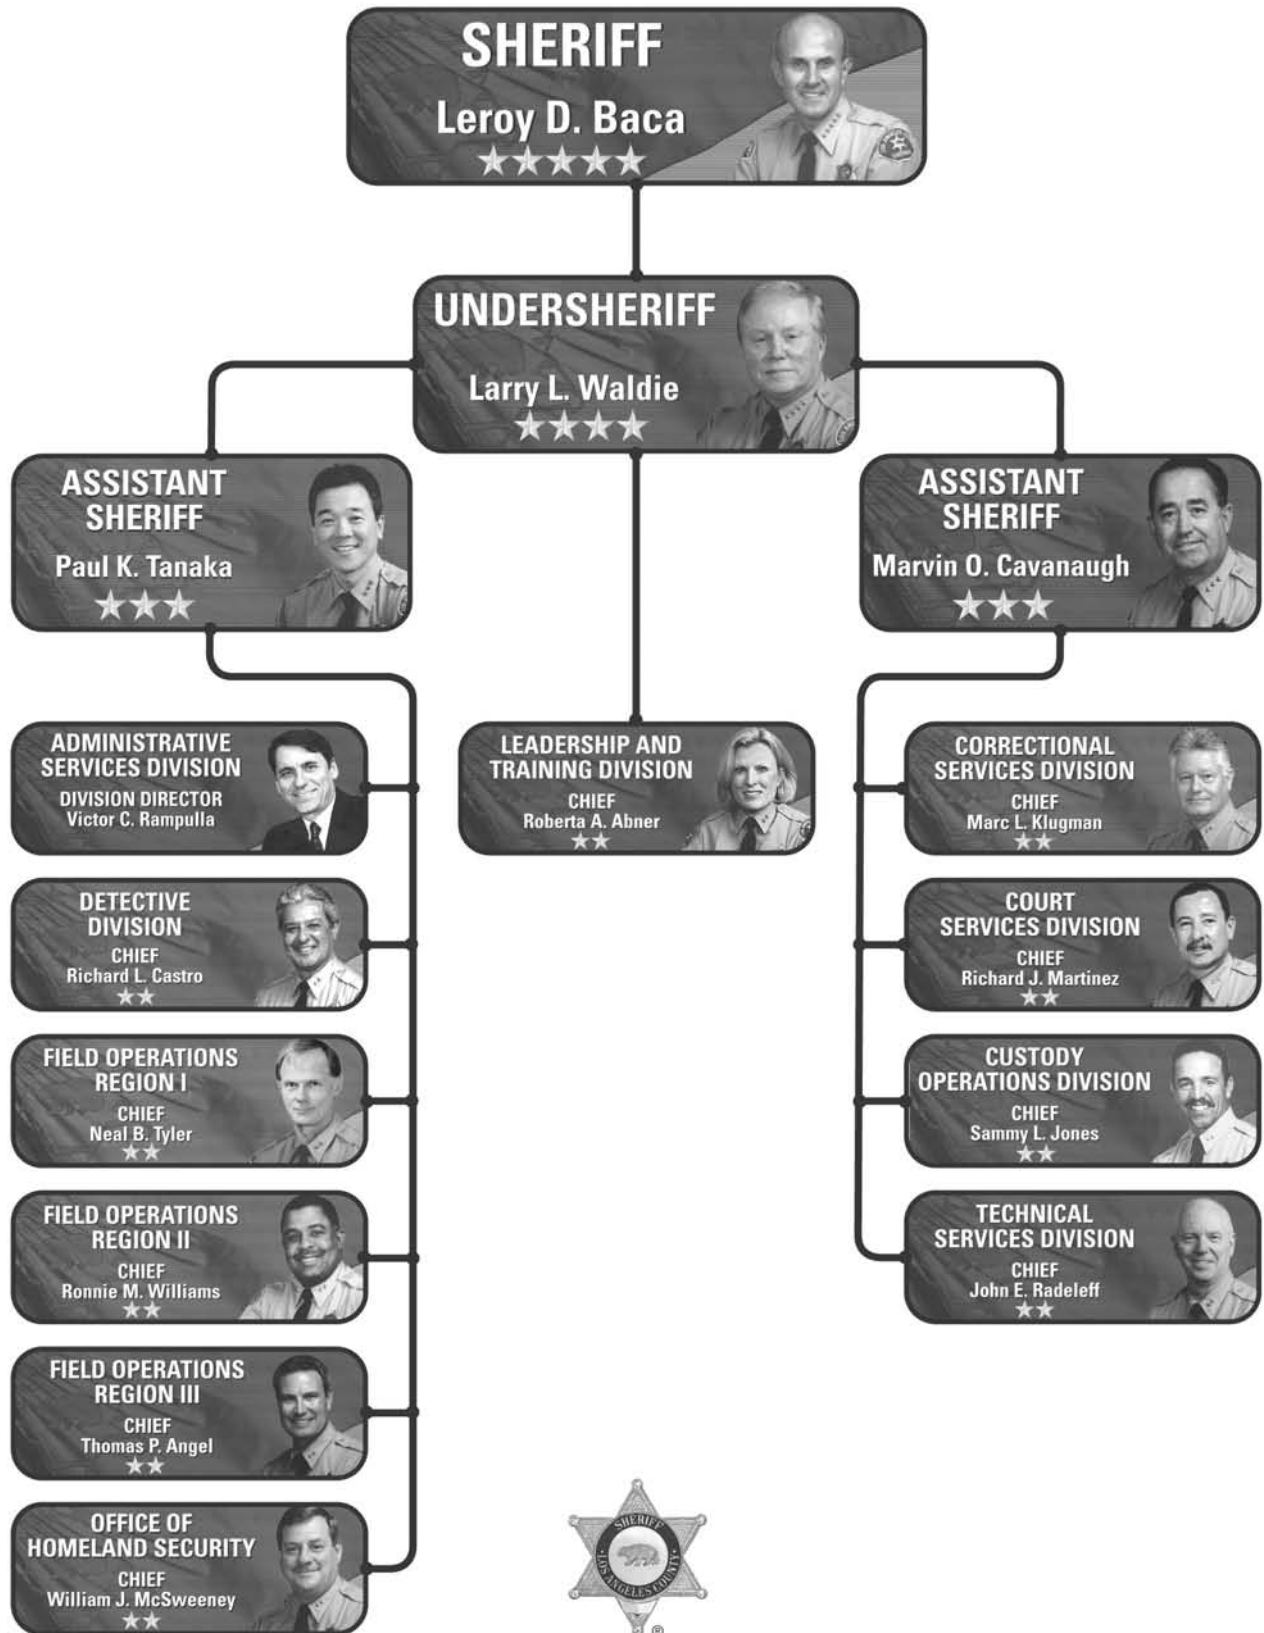 SHERIFF
Leroy D. Baca
UNDERSHERIFF
Larry L. Waldie
ASSISTANT
SHERIFF
Paul K. Tanaka
ASSISTANT
SHERIFF
Marvin O. Cavanaugh
ADMINISTRATIVE
SERVICES DIVISION
DIVISION DIRECTOR
Victor C. Rampulla
LEADERSHIP AND
TRAINING DIVISION
CHIEF
Roberta A. Abner
CORRECTIONAL
SERVICES DIVISION
CHIEF
Marc L. Klugman
DETECTIVE
DIVISION
CHIEF
Richard L. Castro
COURT
SERVICES DIVISION
CHIEF
Richard J. Martinez
FIELD OPERATIONS
REGION I
CHIEF
Neal B. Tyler
CUSTODY
OPERATIONS DIVISION
CHIEF
Sammy L. Jones
FIELD OPERATIONS
REGION II
CHIEF
Ronnie M. Williams
TECHNICAL
SERVICES DIVISION
CHIEF
John E. Radeleff
FIELD OPERATIONS
REGION III
CHIEF
Thomas P. Angel
OFFICE OF
HOMELAND SECURITY
CHIEF
William J. McSweeney
SHERIFF
LOS ANGELES COUNTY
®